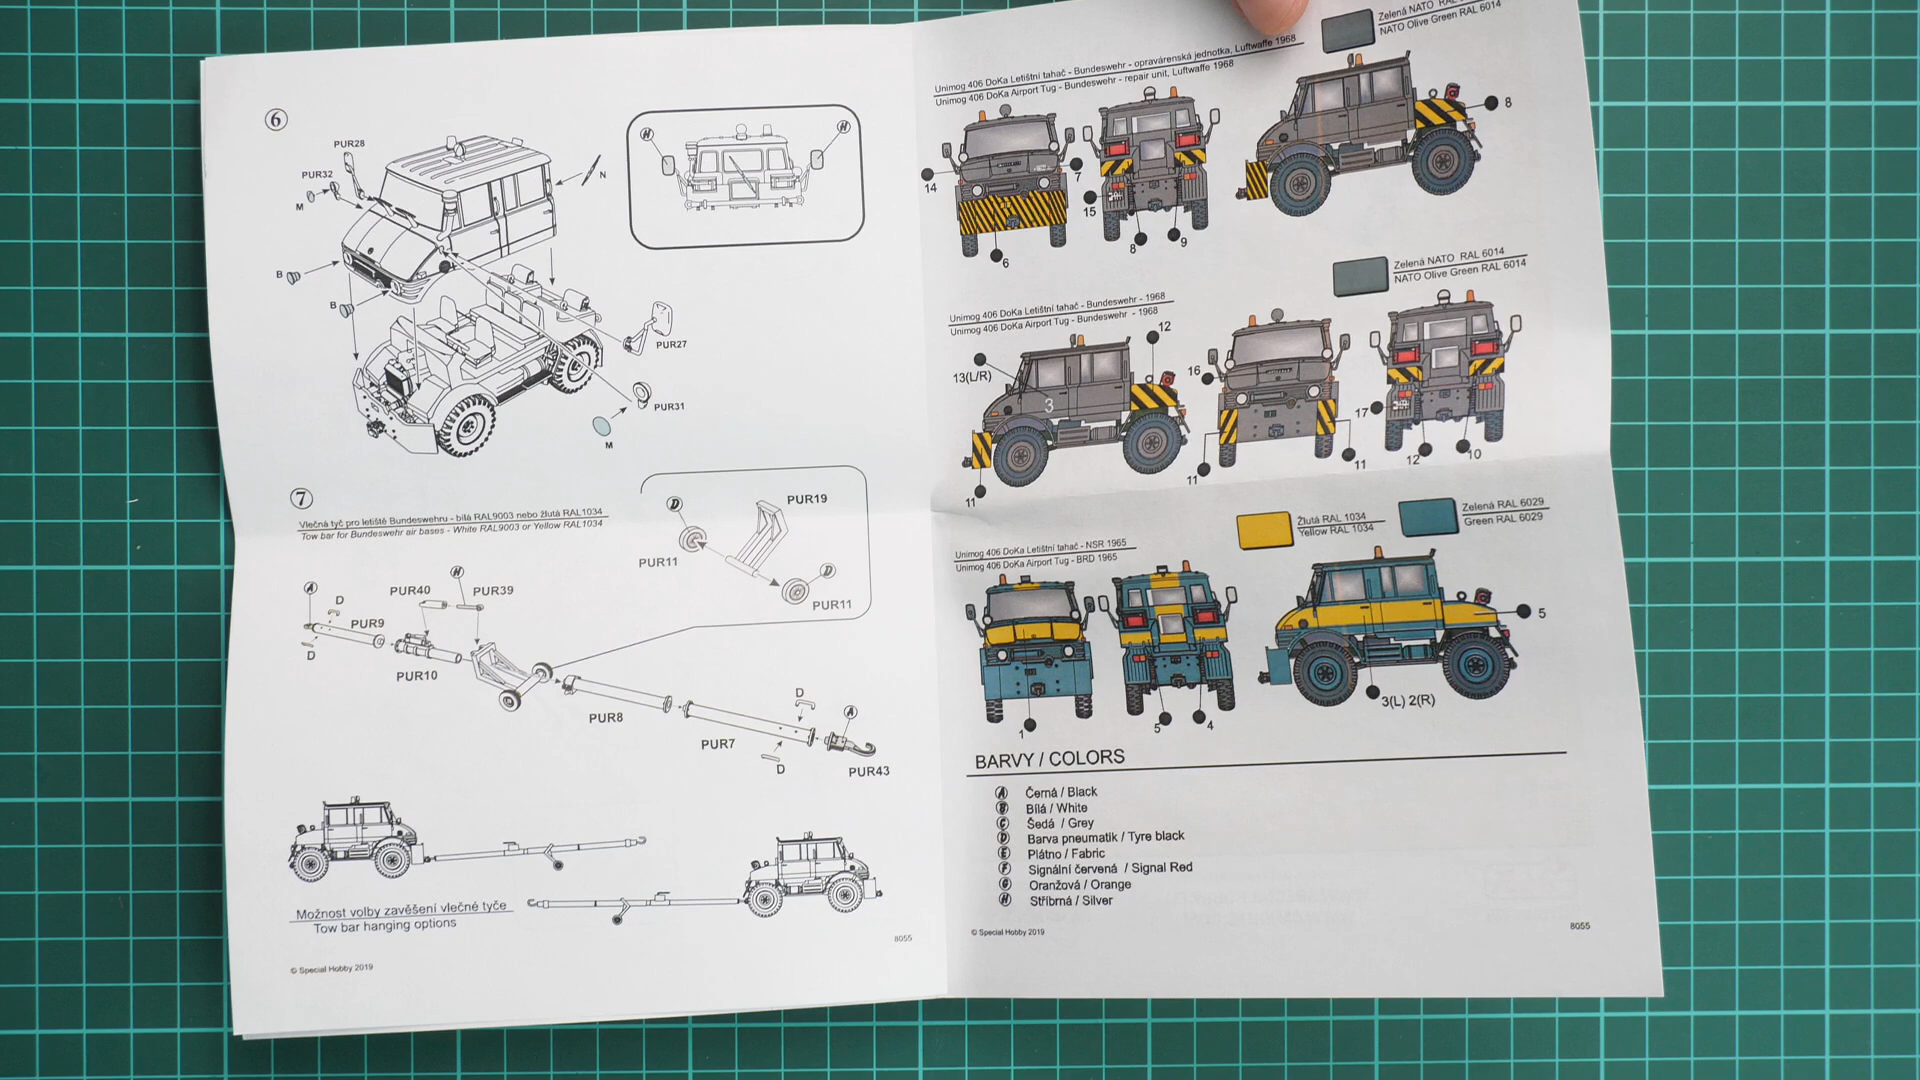 6
PUR28
PUR32
M
N
H
H
B
B
PUR27
PUR31
M
7
Vlečná tyč pro letiště Bundeswehru - bílá RAL9003 nebo žlutá RAL1034
Tow bar for Bundeswehr air bases - White RAL9003 or Yellow RAL1034
D
PUR19
PUR11
D
PUR11
A
D
PUR9
D
PUR40
H
PUR39
PUR10
PUR8
D
PUR7
D
A
PUR43
Možnost volby zavěšení vlečné tyče
Tow bar hanging options
8055
© Special Hobby 2019
Zelená NATO RAL
NATO Olive Green RAL 6014
Unimog 406 DoKa Letištní tahač - Bundeswehr - opravárenská jednotka, Luftwaffe 1968
Unimog 406 DoKa Airport Tug - Bundeswehr - repair unit, Luftwaffe 1968
14
7
6
15
8
9
8
Zelená NATO RAL 6014
NATO Olive Green RAL 6014
Unimog 406 DoKa Letištní tahač - Bundeswehr - 1968
Unimog 406 DoKa Airport Tug - Bundeswehr - 1968
13(L/R)
12
3
11
16
11
11
17
12
10
Žlutá RAL 1034
Yellow RAL 1034
Zelená RAL 6029
Green RAL 6029
Unimog 406 DoKa Letištní tahač - NSR 1965
Unimog 406 DoKa Airport Tug - BRD 1965
1
5
4
5
3(L) 2(R)
BARVY / COLORS
A Černá / Black
B Bílá / White
C Šedá / Grey
D Barva pneumatik / Tyre black
E Plátno / Fabric
F Signální červená / Signal Red
G Oranžová / Orange
H Stříbrná / Silver
© Special Hobby 2019
8055